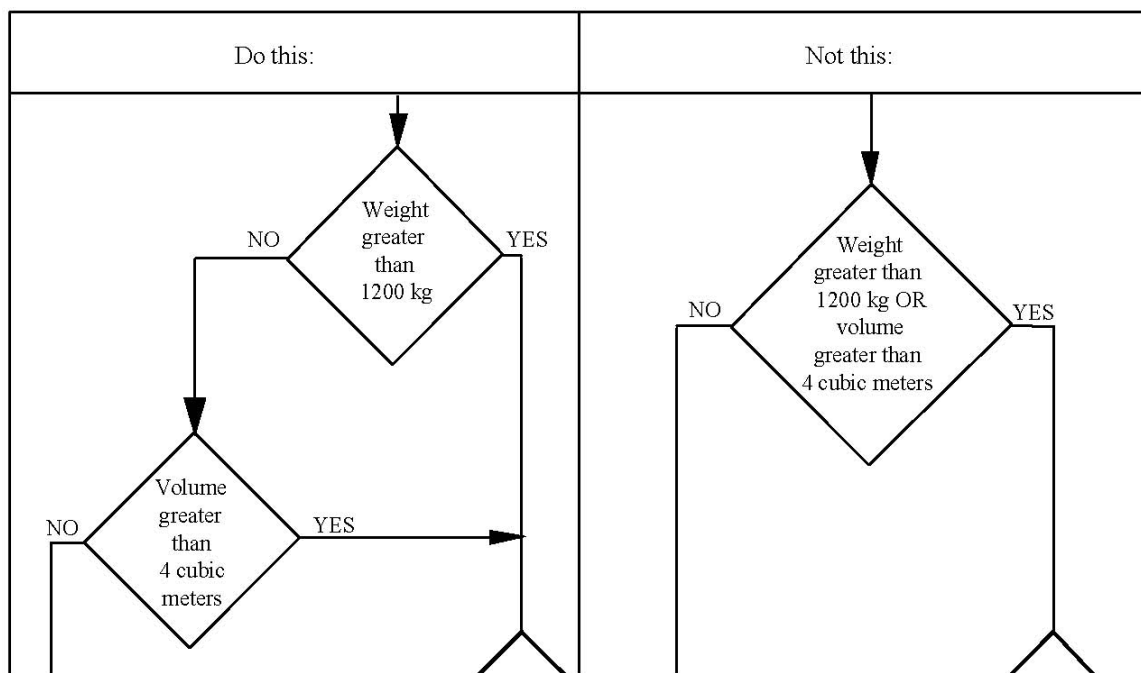 Do this:
Not this:
Weight
greater
than
1200 kg
NO
YES
Volume
greater
than
4 cubic
meters
NO
YES
Weight
greater than
1200 kg OR
volume
greater than
4 cubic meters
NO
YES